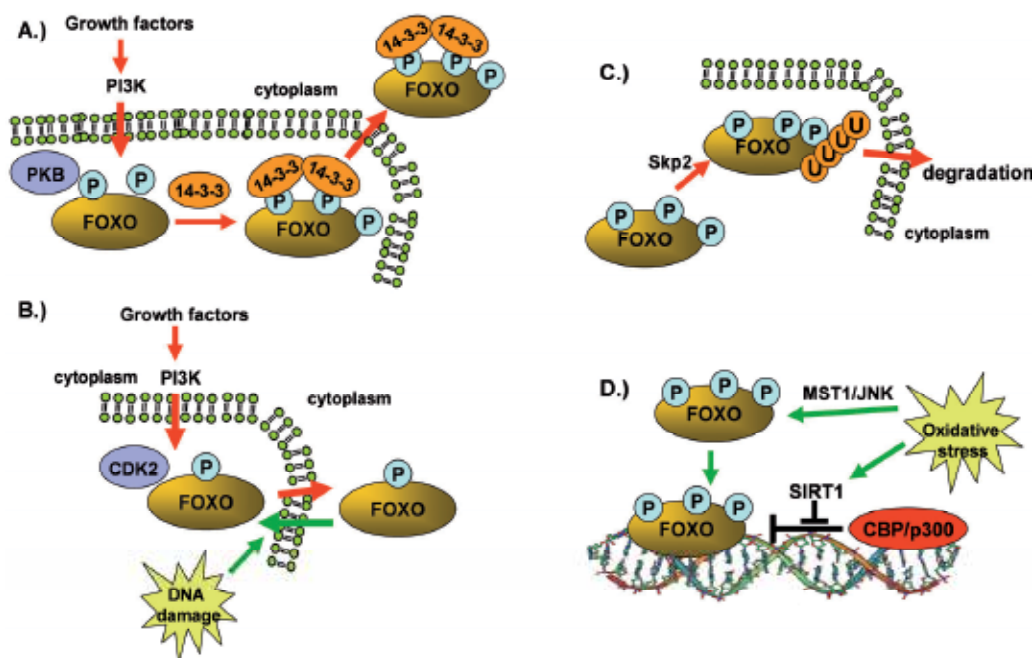 A.)
Growth factors
PI3K
cytoplasm
PKB
P
P
FOXO
14-3-3
14-3-3
14-3-3
P
P
P
FOXO
14-3-3
14-3-3
P
P
P
FOXO
B.)
Growth factors
cytoplasm
PI3K
cytoplasm
CDK2
P
FOXO
P
FOXO
DNA
damage
C.)
P
P
P
FOXO
U
U
U
U
Skp2
degradation
P
P
P
FOXO
cytoplasm
D.)
P
P
P
FOXO
MST1/JNK
Oxidative
stress
P
P
P
FOXO
SIRT1
CBP/p300